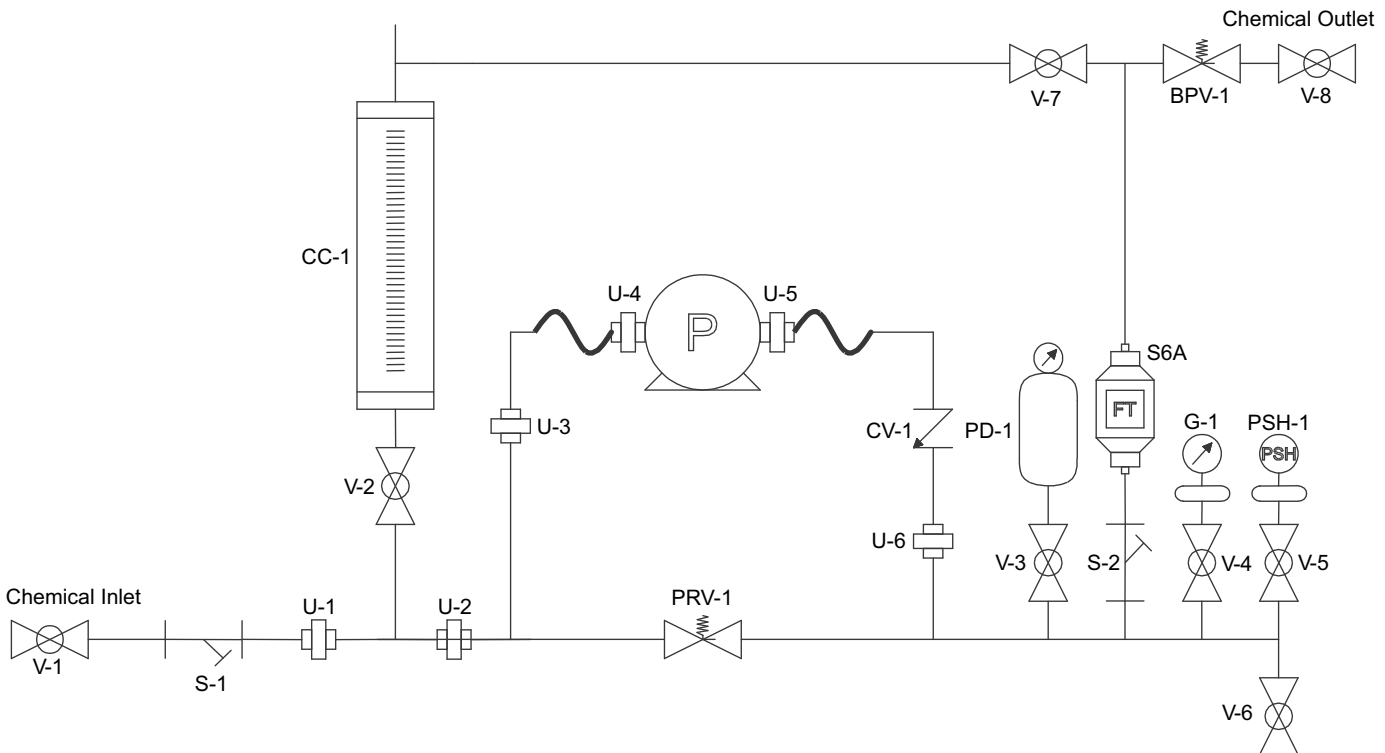 Chemical Outlet
V-7
BPV-1
V-8
CC-1
U-4
U-5
P
S6A
FT
U-3
CV-1
PD-1
G-1
PSH-1
PSH
V-2
U-6
V-3
S-2
V-4
V-5
Chemical Inlet
U-1
U-2
PRV-1
V-1
S-1
V-6